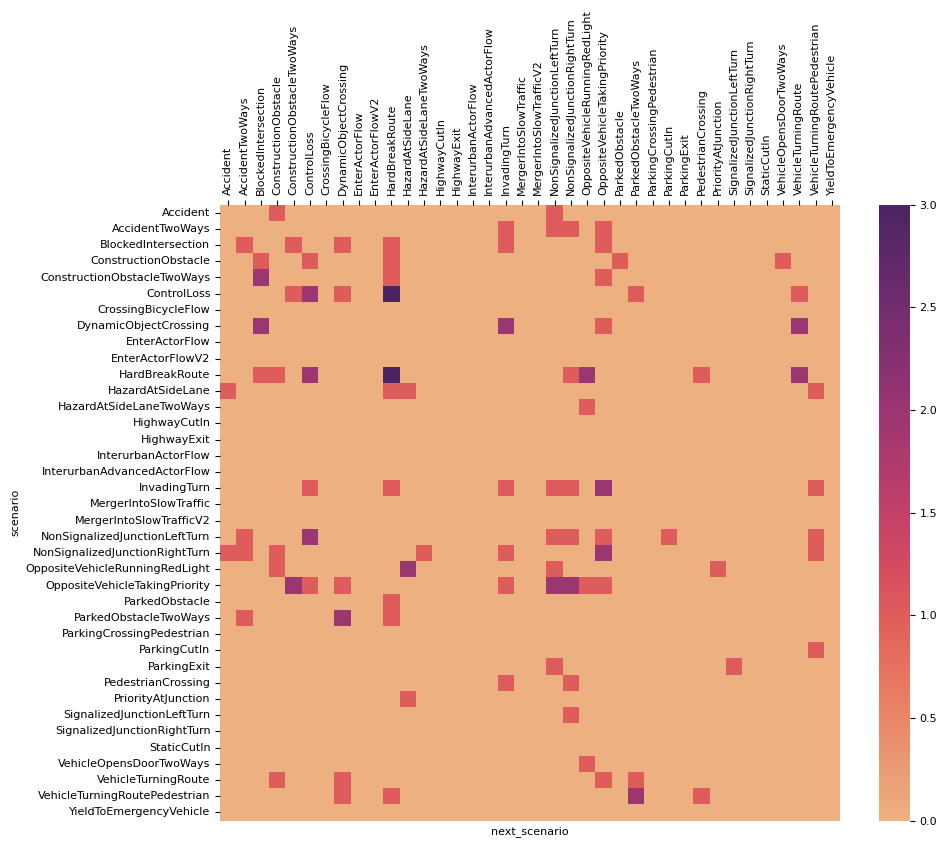 Accident
AccidentTwoWays
BlockedIntersection
ConstructionObstacle
ConstructionObstacleTwoWays
ControlLoss
CrossingBicycleFlow
DynamicObjectCrossing
EnterActorFlow
EnterActorFlowV2
HardBreakRoute
HazardAtSideLane
HazardAtSideLaneTwoWays
HighwayCutIn
HighwayExit
InterurbanActorFlow
InterurbanAdvancedActorFlow
InvadingTurn
MergerIntoSlowTraffic
MergerIntoSlowTrafficV2
NonSignalizedJunctionLeftTurn
NonSignalizedJunctionRightTurn
OppositeVehicleRunningRedLight
OppositeVehicleTakingPriority
ParkedObstacle
ParkedObstacleTwoWays
ParkingCrossingPedestrian
ParkingCutIn
ParkingExit
PedestrianCrossing
PriorityAtJunction
SignalizedJunctionLeftTurn
SignalizedJunctionRightTurn
StaticCutIn
VehicleOpensDoorTwoWays
VehicleTurningRoute
VehicleTurningRoutePedestrian
YieldToEmergencyVehicle
scenario
Accident
AccidentTwoWays
BlockedIntersection
ConstructionObstacle
ConstructionObstacleTwoWays
ControlLoss
CrossingBicycleFlow
DynamicObjectCrossing
EnterActorFlow
EnterActorFlowV2
HardBreakRoute
HazardAtSideLane
HazardAtSideLaneTwoWays
HighwayCutIn
HighwayExit
InterurbanActorFlow
InterurbanAdvancedActorFlow
InvadingTurn
MergerIntoSlowTraffic
MergerIntoSlowTrafficV2
NonSignalizedJunctionLeftTurn
NonSignalizedJunctionRightTurn
OppositeVehicleRunningRedLight
OppositeVehicleTakingPriority
ParkedObstacle
ParkedObstacleTwoWays
ParkingCrossingPedestrian
ParkingCutIn
ParkingExit
PedestrianCrossing
PriorityAtJunction
SignalizedJunctionLeftTurn
SignalizedJunctionRightTurn
StaticCutIn
VehicleOpensDoorTwoWays
VehicleTurningRoute
VehicleTurningRoutePedestrian
YieldToEmergencyVehicle
next_scenario
3.0
2.5
2.0
1.5
1.0
0.5
0.0